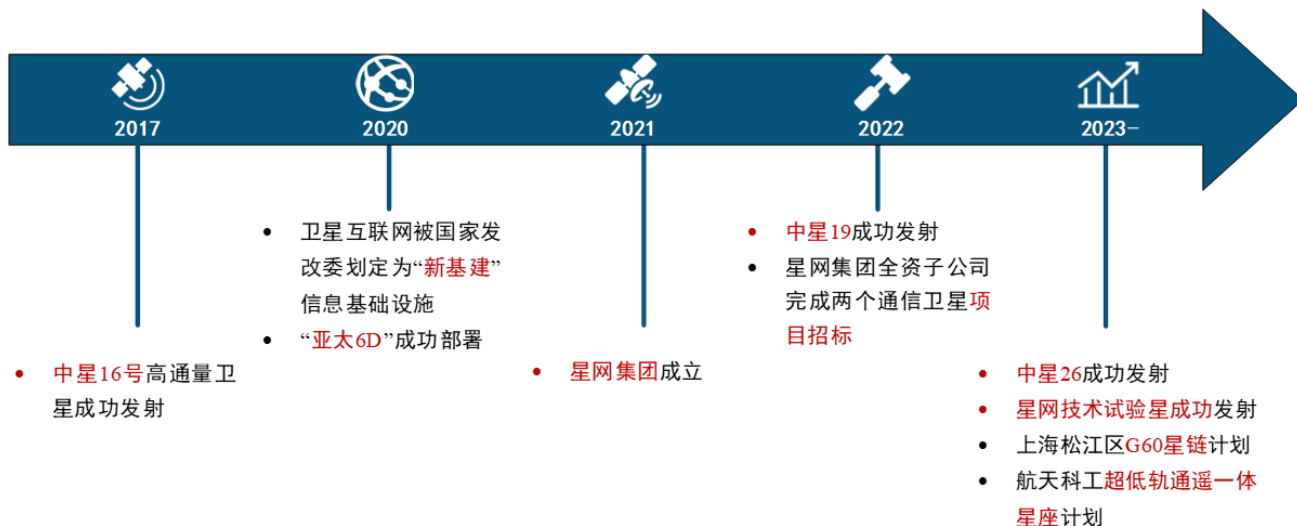 2017
2020
2021
2022
2023-
• 中星16号高通量卫
星成功发射
• 卫星互联网被国家发
改委划定为“新基建”
信息基础设施
• “亚太6D”成功部署
• 星网集团成立
• 中星19成功发射
• 星网集团全资子公司
完成两个通信卫星项
目招标
• 中星26成功发射
• 星网技术试验星成功发射
• 上海松江区G60星链计划
• 航天科工超低轨通遥一体
星座计划